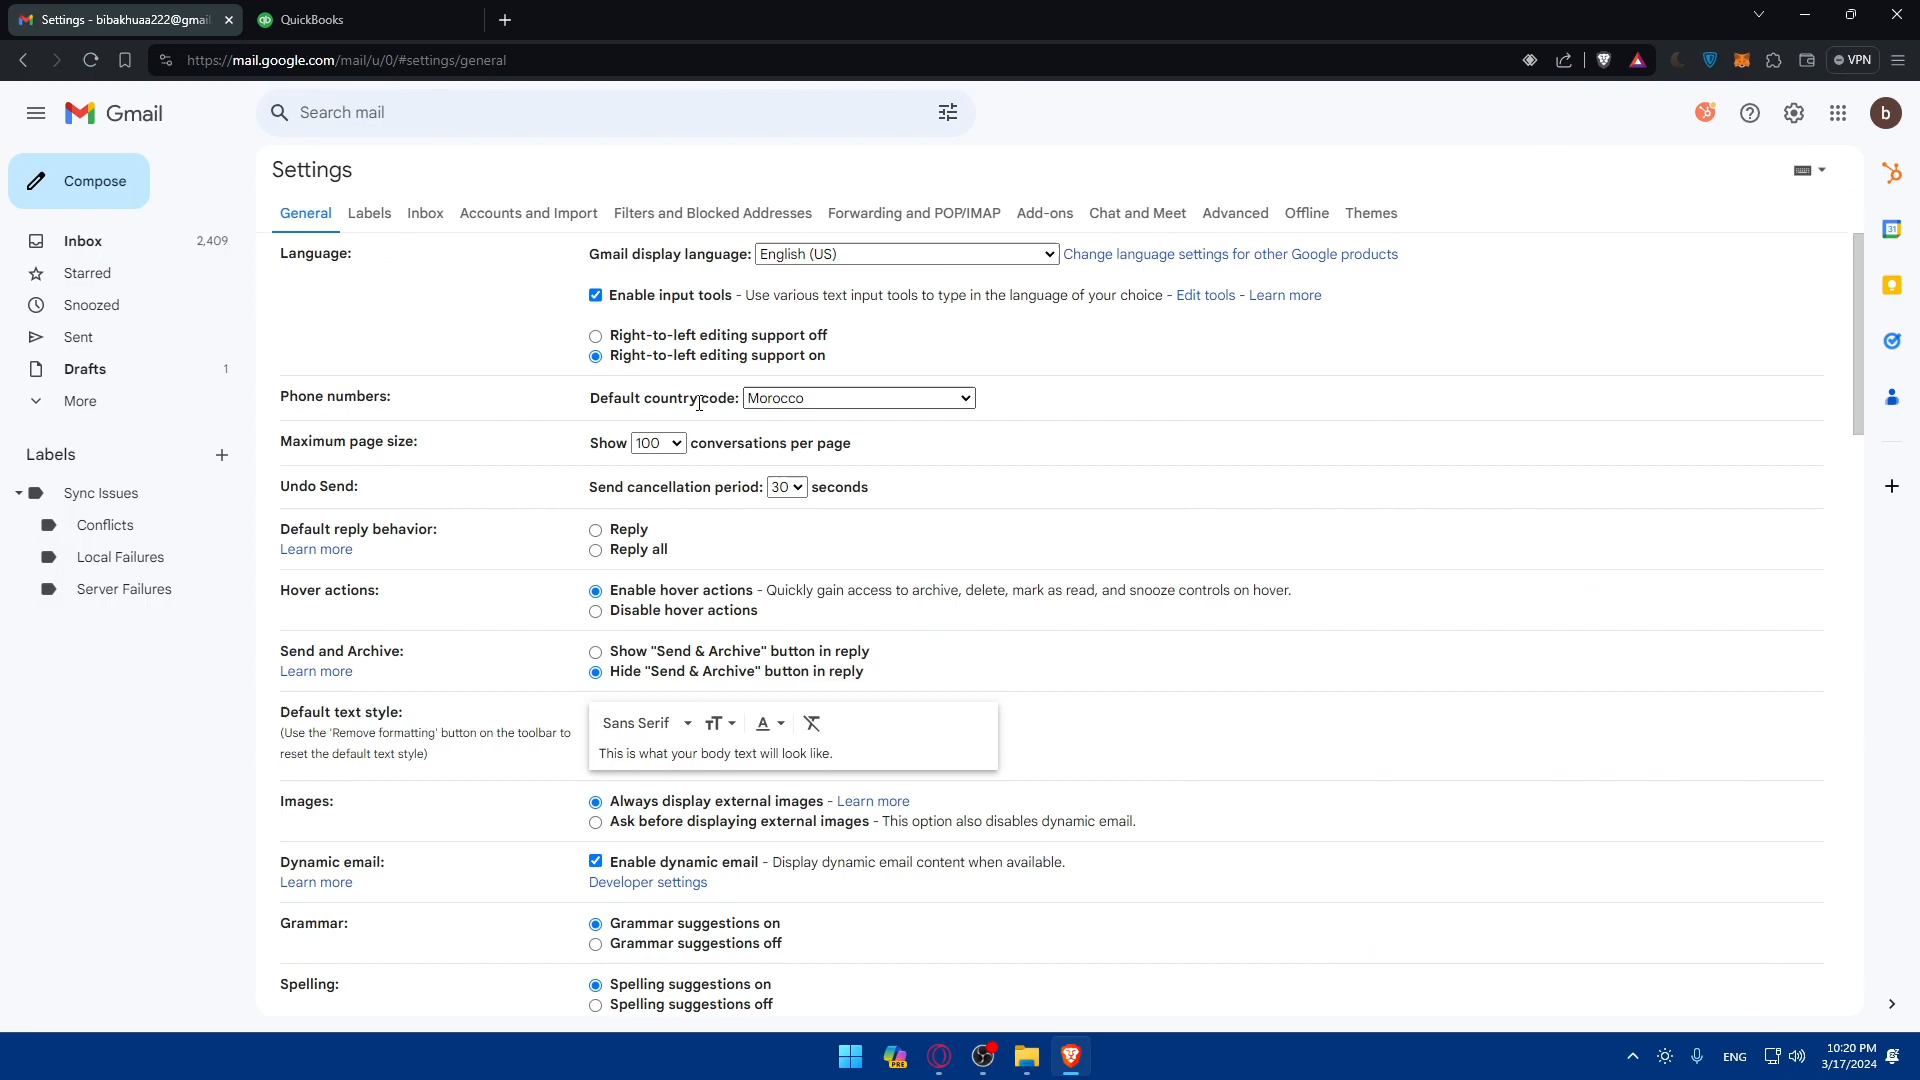 Settings - bibakhuaa222@gmail
QuickBooks
https://mail.google.com/mail/u/0/#settings/general
VPN
Gmail
Search mail
b
Compose
Inbox 2,409
Starred
Snoozed
Sent
Drafts 1
More
Labels
Sync Issues
Conflicts
Local Failures
Server Failures
Settings
General Labels Inbox Accounts and Import Filters and Blocked Addresses Forwarding and POP/IMAP Add-ons Chat and Meet Advanced Offline Themes
Language:
Gmail display language: English (US) Change language settings for other Google products
Enable input tools - Use various text input tools to type in the language of your choice - Edit tools - Learn more
Right-to-left editing support off
Right-to-left editing support on
Phone numbers:
Default country code: Morocco
Maximum page size:
Show 100 conversations per page
Undo Send:
Send cancellation period: 30 seconds
Default reply behavior:
Learn more
Reply
Reply all
Hover actions:
Enable hover actions - Quickly gain access to archive, delete, mark as read, and snooze controls on hover.
Disable hover actions
Send and Archive:
Learn more
Show "Send & Archive" button in reply
Hide "Send & Archive" button in reply
Default text style:
(Use the 'Remove formatting' button on the toolbar to
reset the default text style)
Sans Serif
This is what your body text will look like.
Images:
Always display external images - Learn more
Ask before displaying external images - This option also disables dynamic email.
Dynamic email:
Learn more
Enable dynamic email - Display dynamic email content when available.
Developer settings
Grammar:
Grammar suggestions on
Grammar suggestions off
Spelling:
Spelling suggestions on
Spelling suggestions off
31
PRE
ENG
10:20 PM
3/17/2024